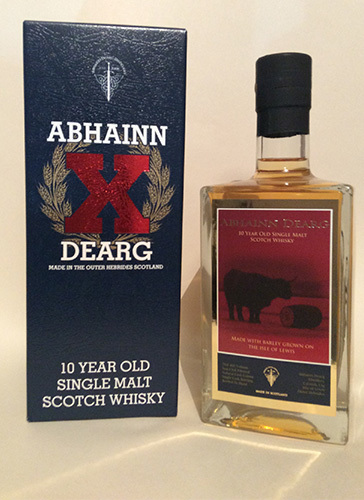 ABHAINN
X
DEARG
MADE IN THE OUTER HEBRIDES SCOTLAND
10 YEAR OLD
SINGLE MALT
SCOTCH WHISKY
ABHAINN DEARG
10 YEAR OLD SINGLE MALT
SCOTCH WHISKY
MADE WITH BARLEY GROWN ON
THE ISLE OF LEWIS
MADE IN SCOTLAND